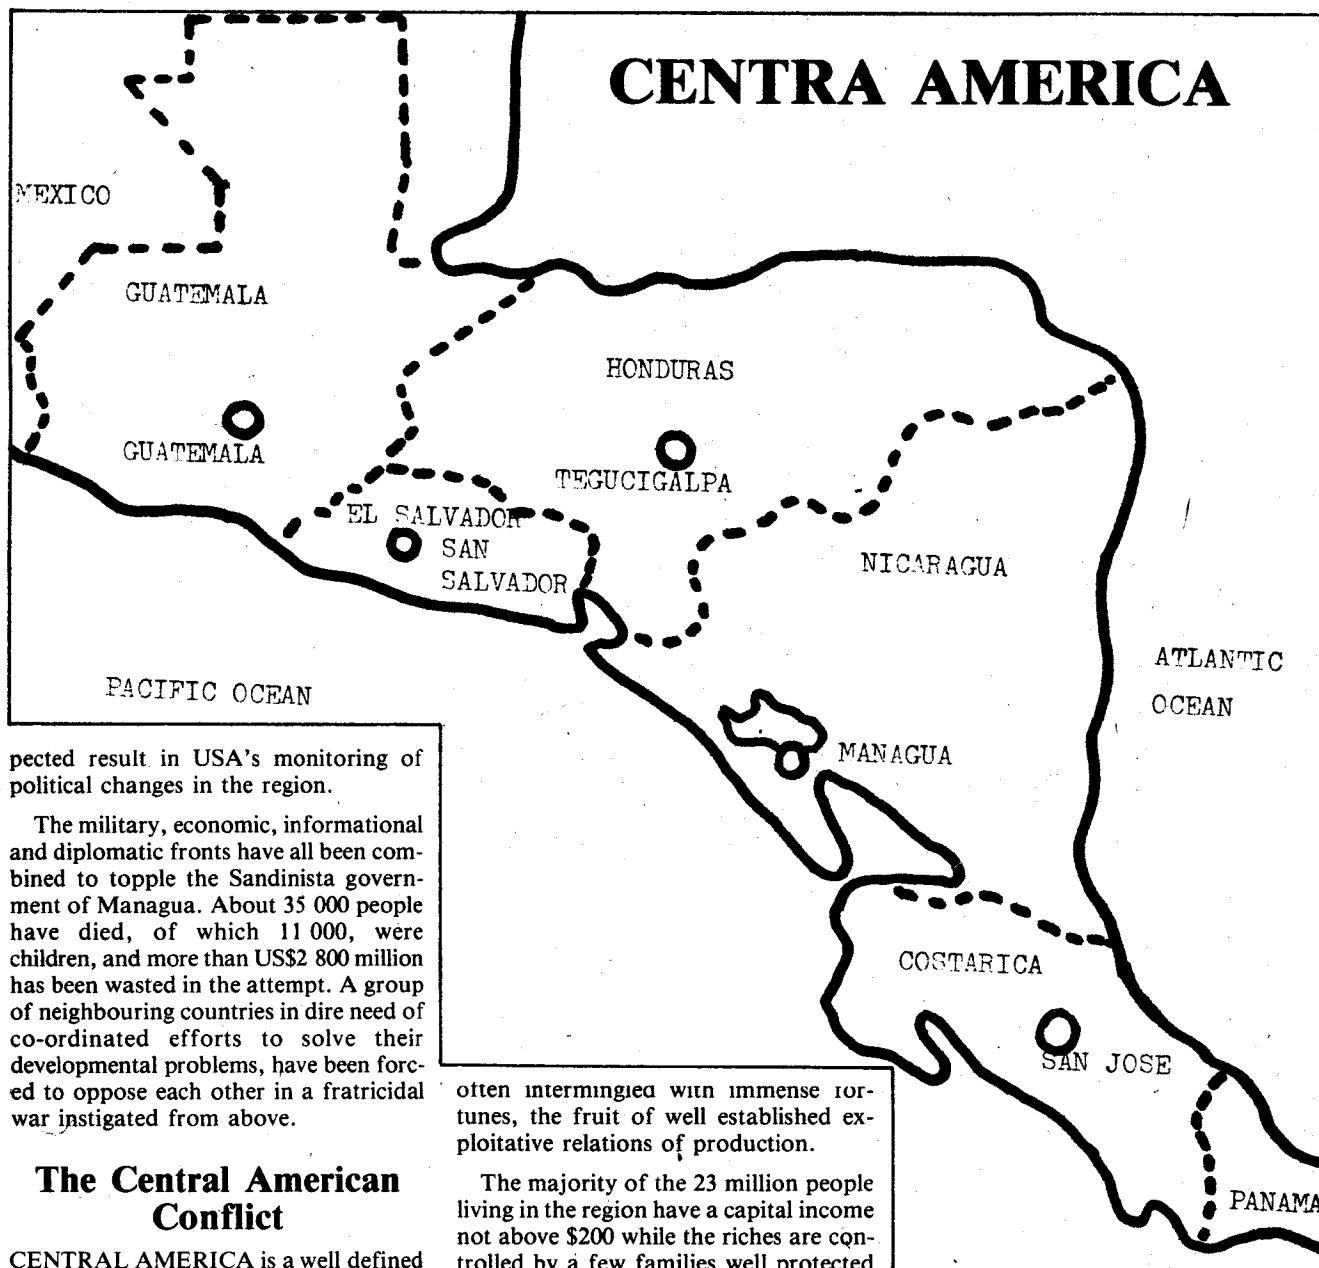 CENTRA AMERICA
MEXICO
GUATEMALA
HONDURAS
GUATEMALA
TEGUCIGALPA
EL SALVADOR
SAN
SALVADOR
NICARAGUA
ATLANTIC
OCEAN
PACIFIC OCEAN
MANAGUA
COSTARICA
SAN JOSE
PANAMA
pected result in USA's monitoring of
political changes in the region.
The military, economic, informational
and diplomatic fronts have all been com-
bined to topple the Sandinista govern-
ment of Managua. About 35 000 people
have died, of which 11 000, were
children, and more than US$2 800 million
has been wasted in the attempt. A group
of neighbouring countries in dire need of
co-ordinated efforts to solve their
developmental problems, have been forc-
ed to oppose each other in a fratricidal
war instigated from above.
The Central American
Conflict
CENTRAL AMERICA is a well defined
often intermingled with immense for-
tunes, the fruit of well established ex-
ploitative relations of production.
The majority of the 23 million people
living in the region have a capital income
not above $200 while the riches are con-
trolled by a few families well protected